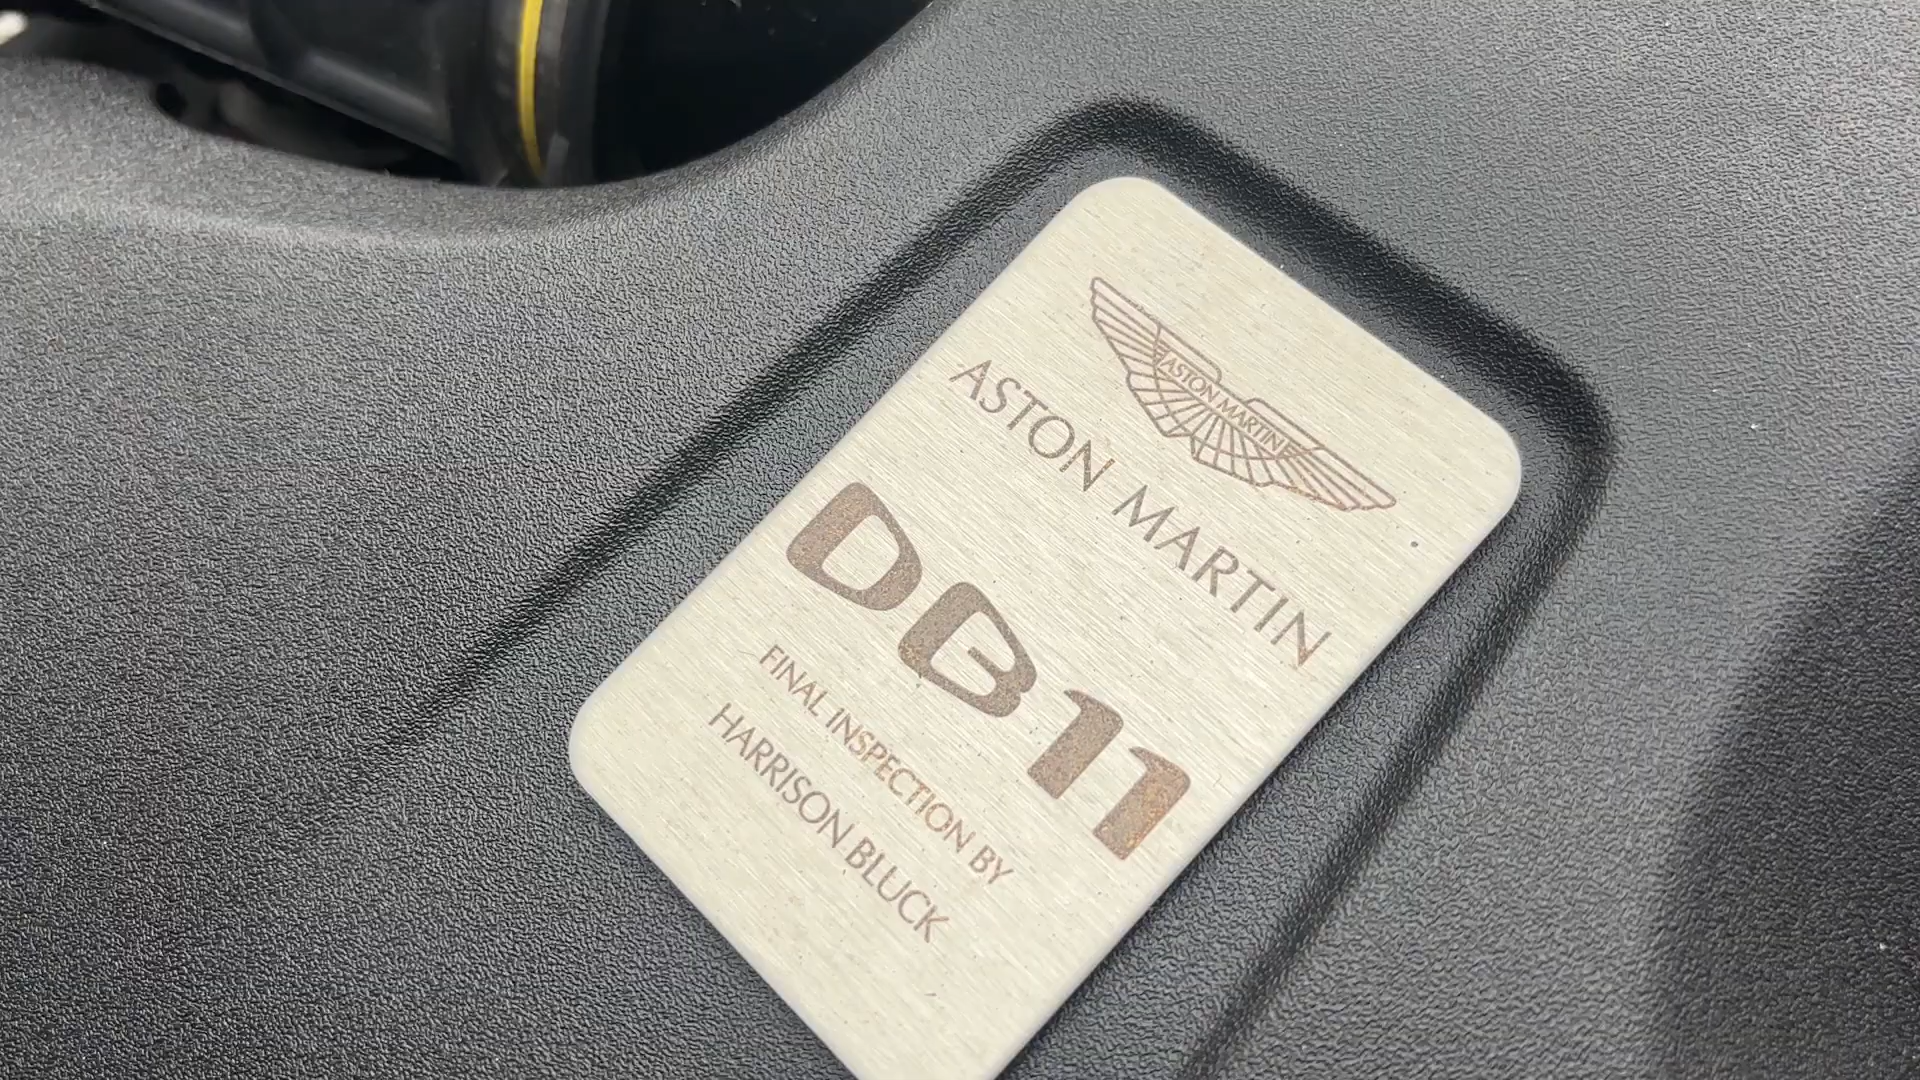 ASTON MARTIN
ASTON MARTIN
DB11
FINAL INSPECTION BY
HARRISON BLUCK